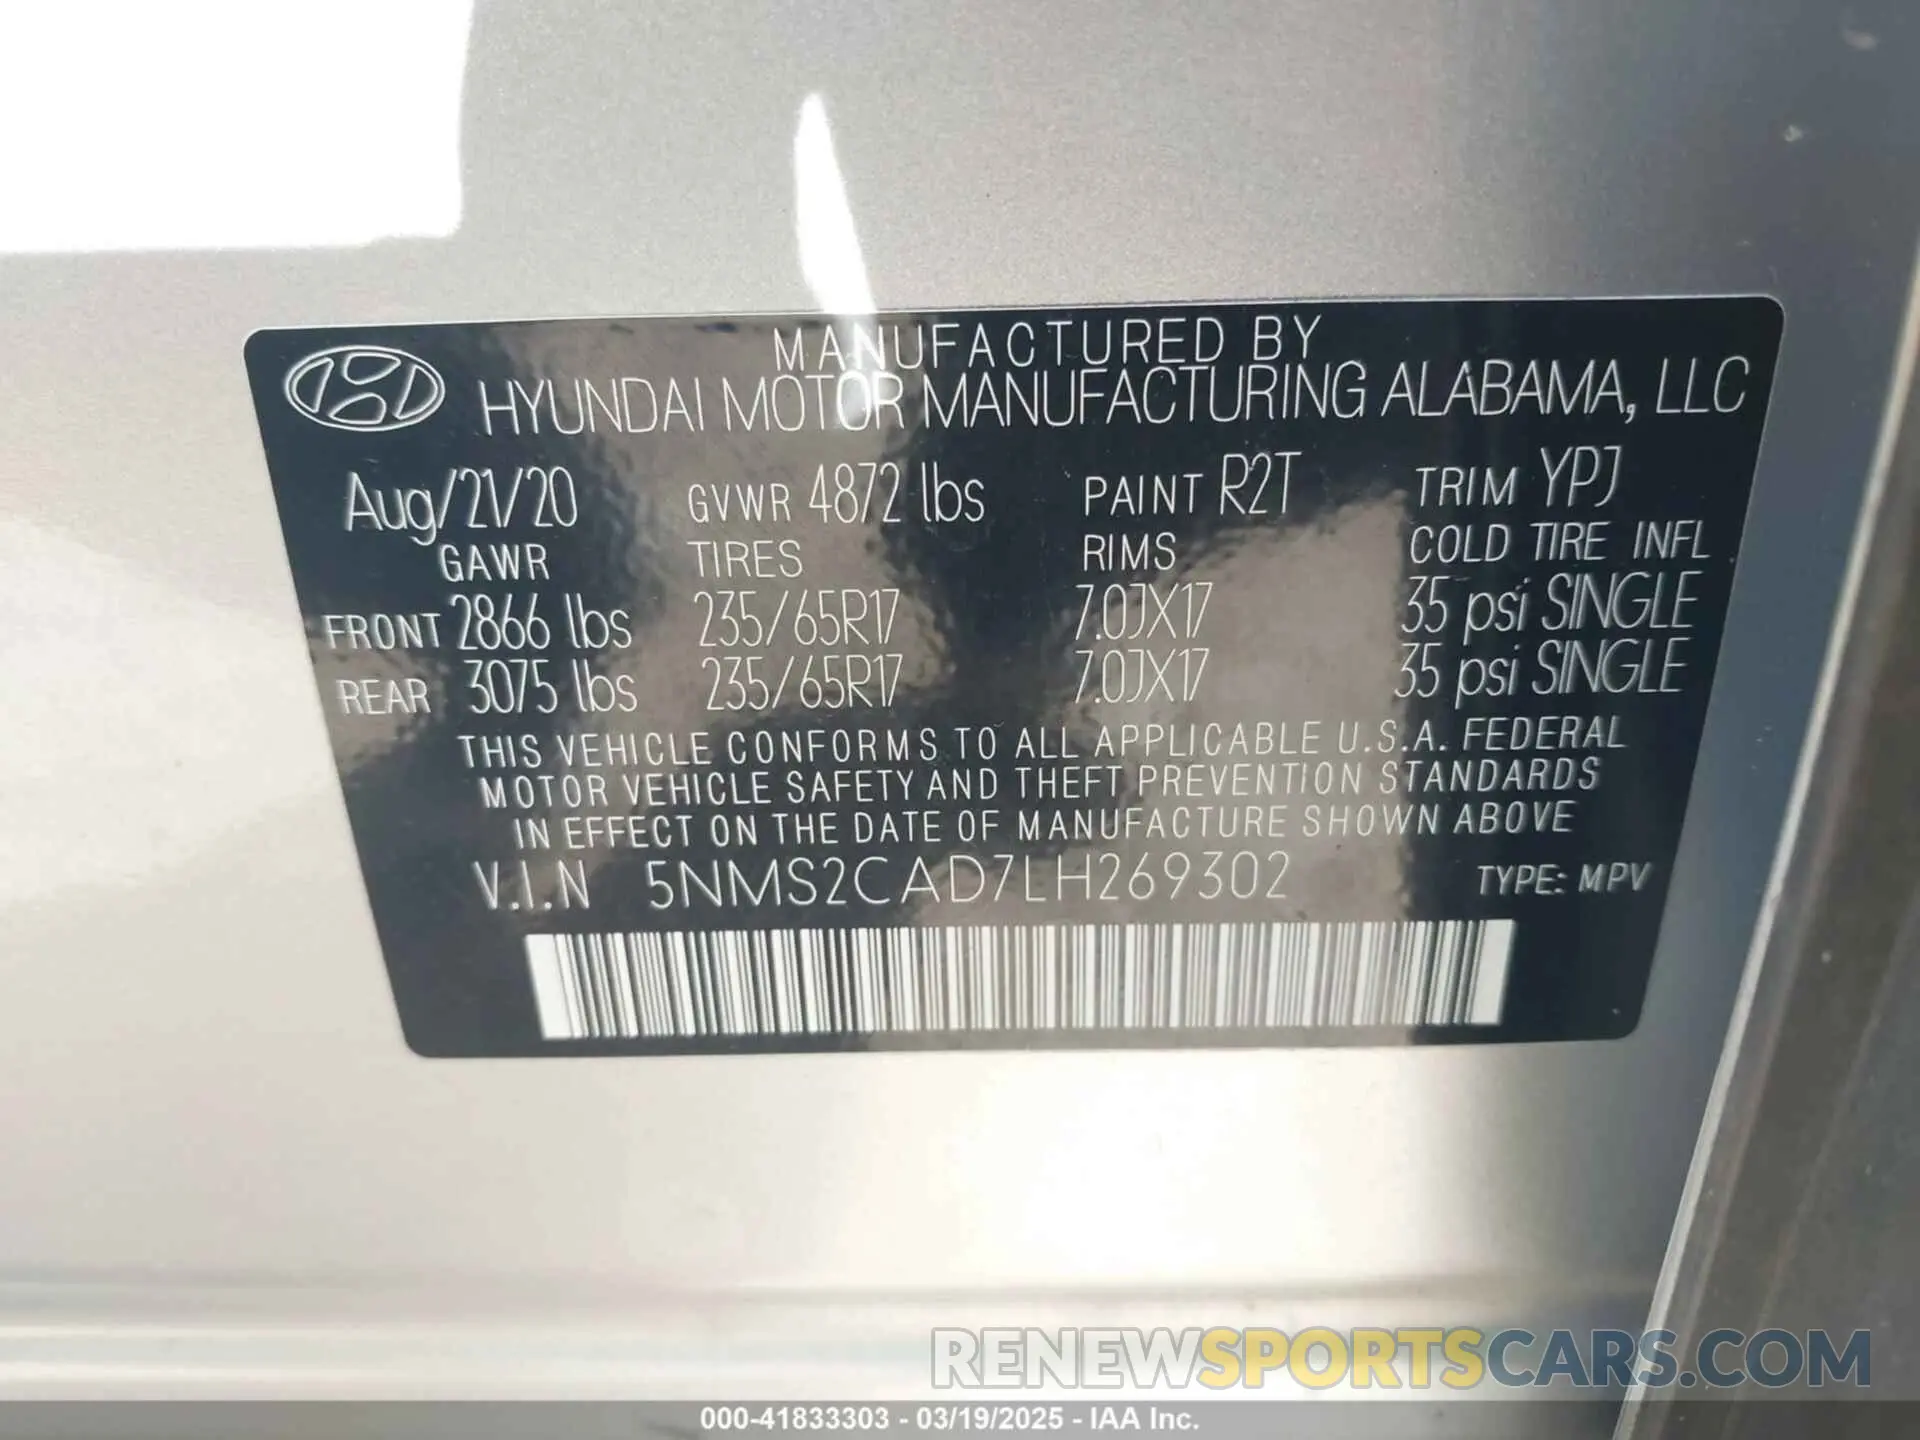 MANUFACTURED BY
HYUNDAI MOTOR MANUFACTURING ALABAMA, LLC
Aug/21/20 GVWR 4872 lbs PAINT R2T TRIM YPJ
GAWR TIRES RIMS COLD TIRE INFL
FRONT 2866 lbs 235/65R17 7.0JX17 35 psi SINGLE
REAR 3075 lbs 235/65R17 7.0JX17 35 psi SINGLE
THIS VEHICLE CONFORMS TO ALL APPLICABLE U.S.A. FEDERAL
MOTOR VEHICLE SAFETY AND THEFT PREVENTION STANDARDS
IN EFFECT ON THE DATE OF MANUFACTURE SHOWN ABOVE
V.I.N 5NMS2CAD7LH269302 TYPE: MPV
RENEWSPORTSCARS.COM
000-41833303 - 03/19/2025 - IAA Inc.